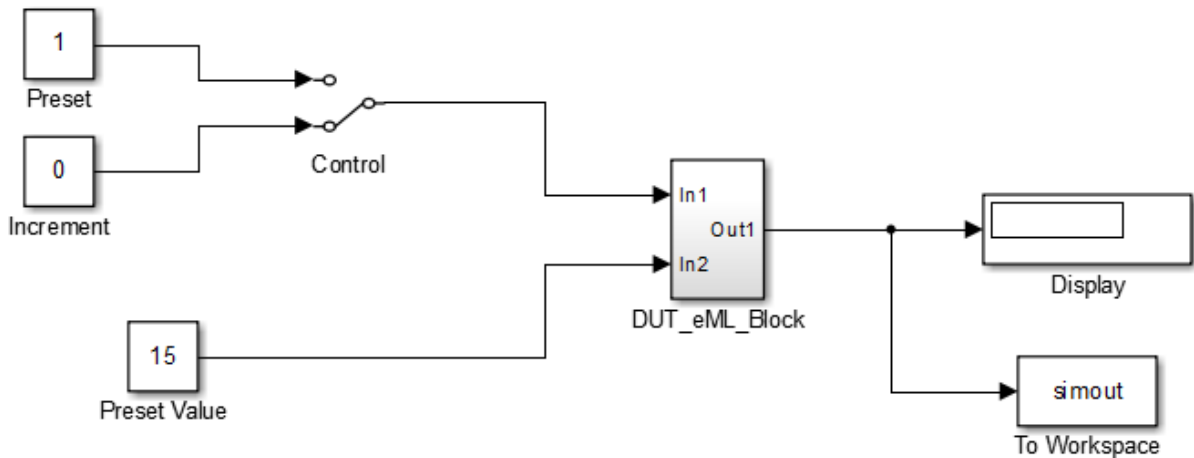 1
Preset
0
Increment
Control
In1
Out1
In2
DUT_eML_Block
Display
15
Preset Value
simout
To Workspace